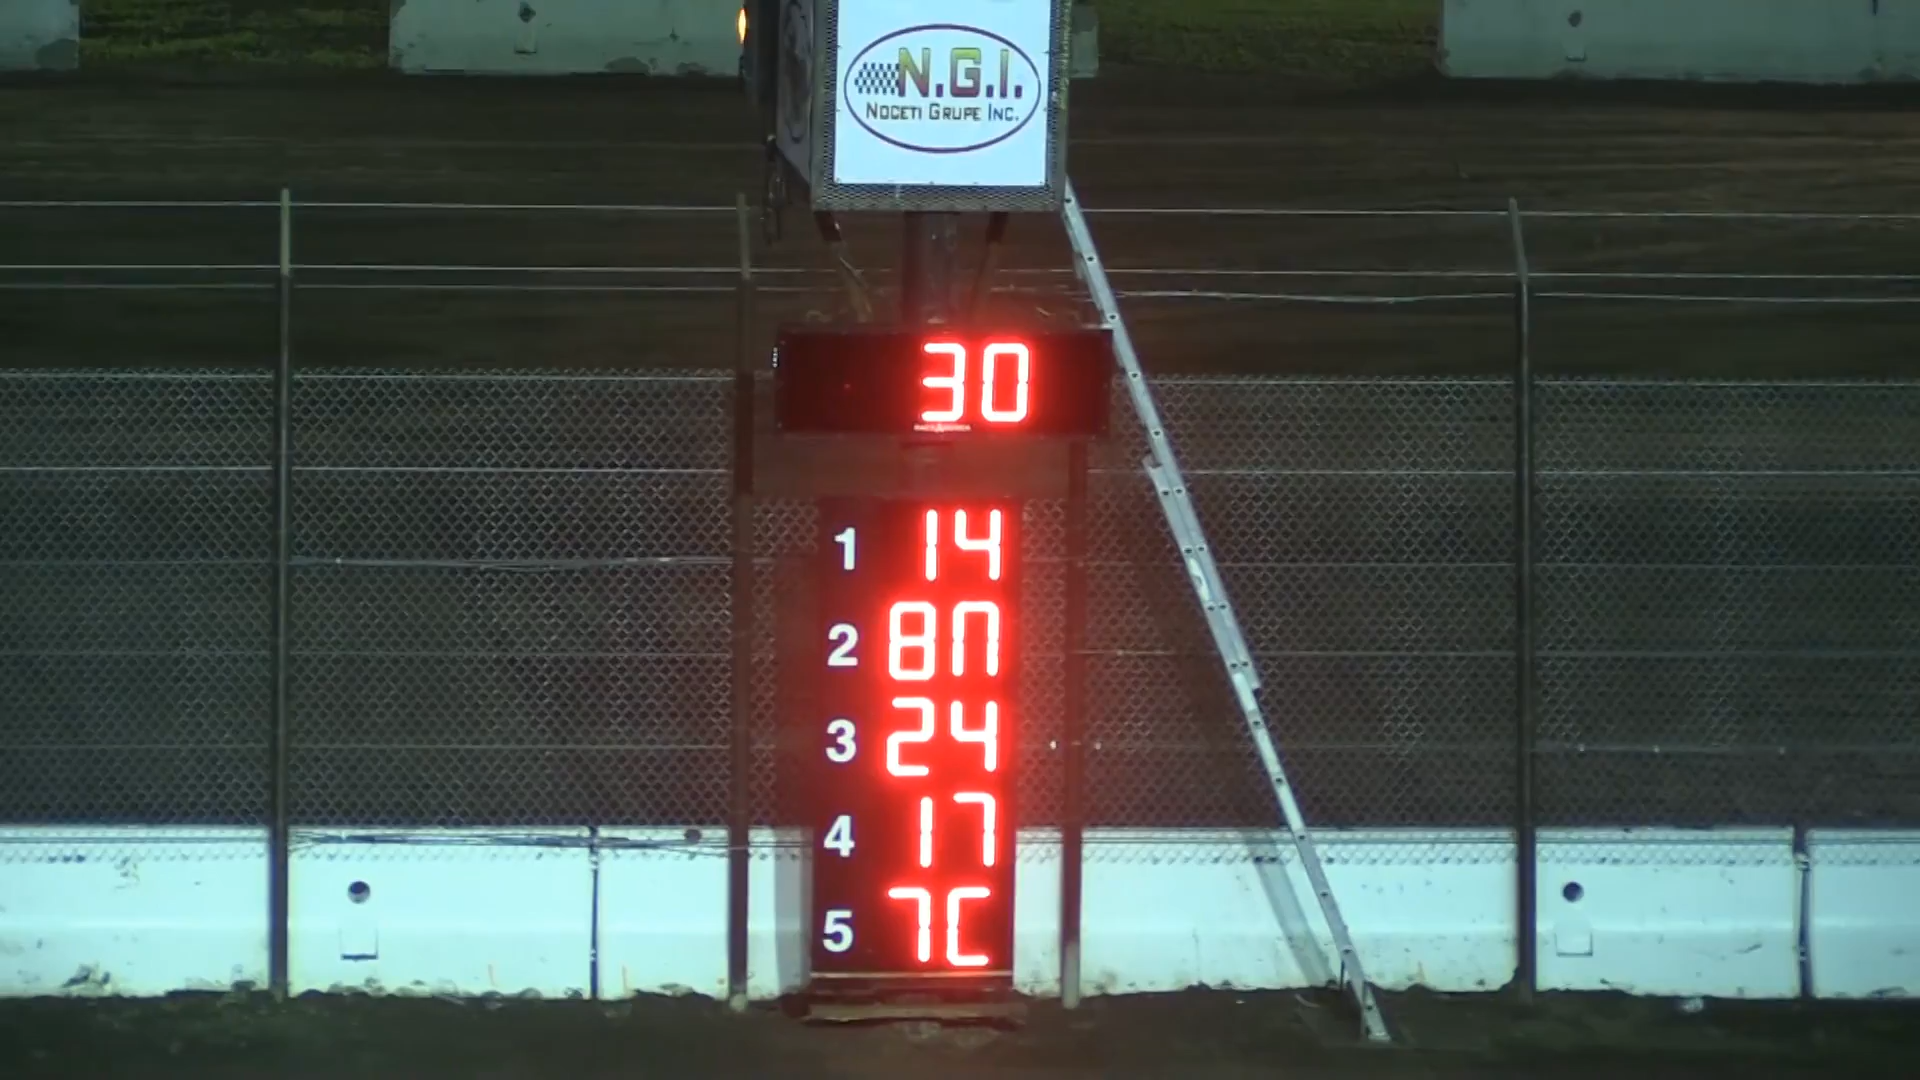 N.G.I.
NOCETI GRUPE INC.
30
1 14
2 8n
3 24
4 17
5 7C